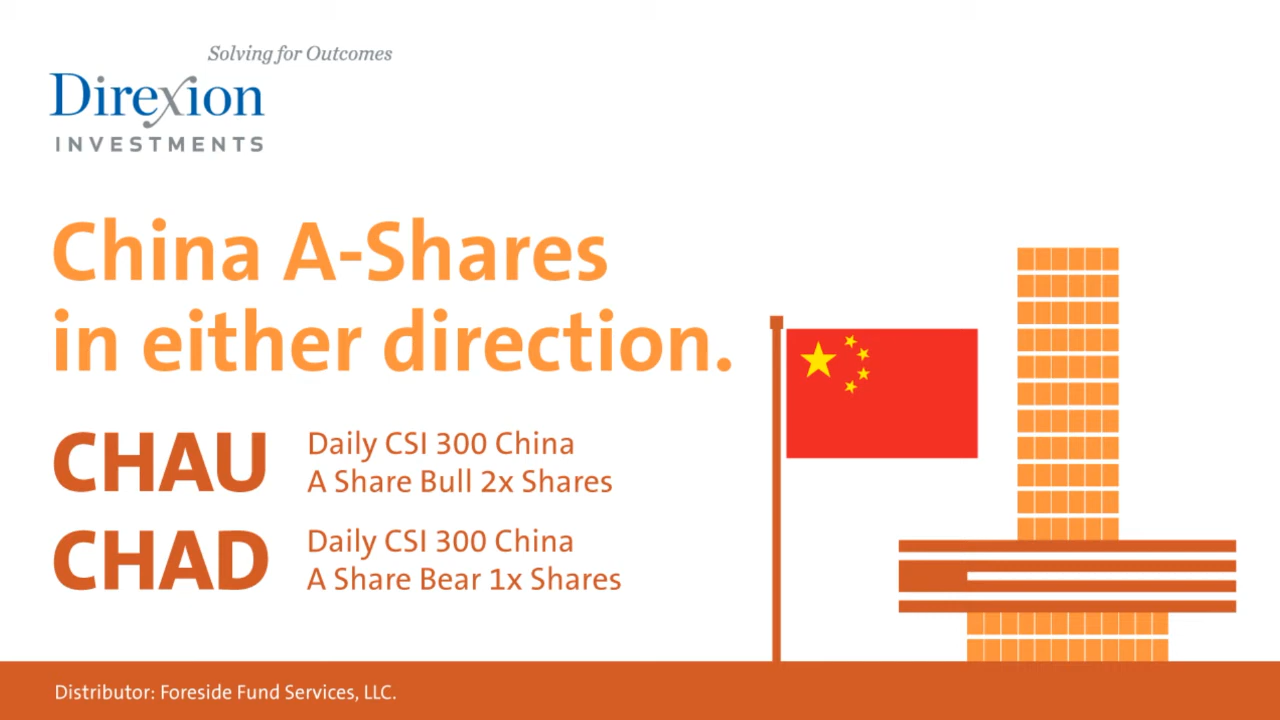 Solving for Outcomes
Direxion
INVESTMENTS
China A-Shares
in either direction.
CHAU
Daily CSI 300 China
A Share Bull 2x Shares
CHAD
Daily CSI 300 China
A Share Bear 1x Shares
Distributor: Foreside Fund Services, LLC.